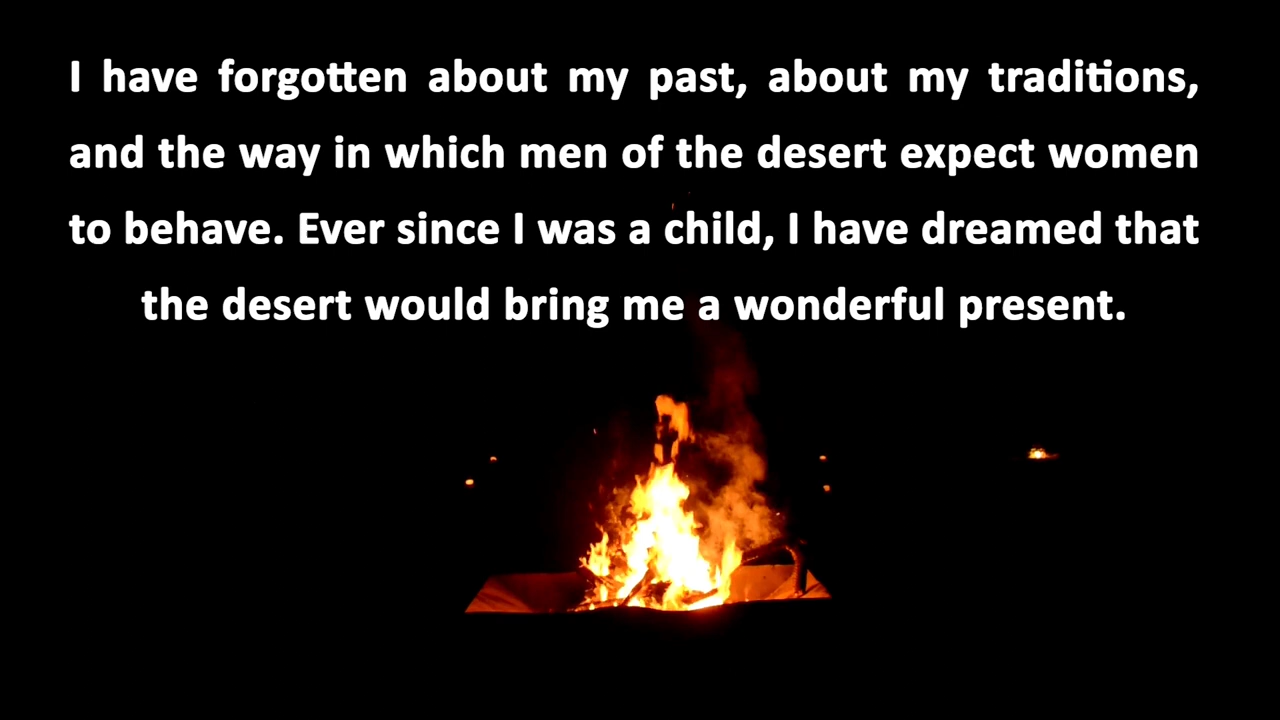 I have forgotten about my past, about my traditions,
and the way in which men of the desert expect women
to behave. Ever since I was a child, I have dreamed that
the desert would bring me a wonderful present.